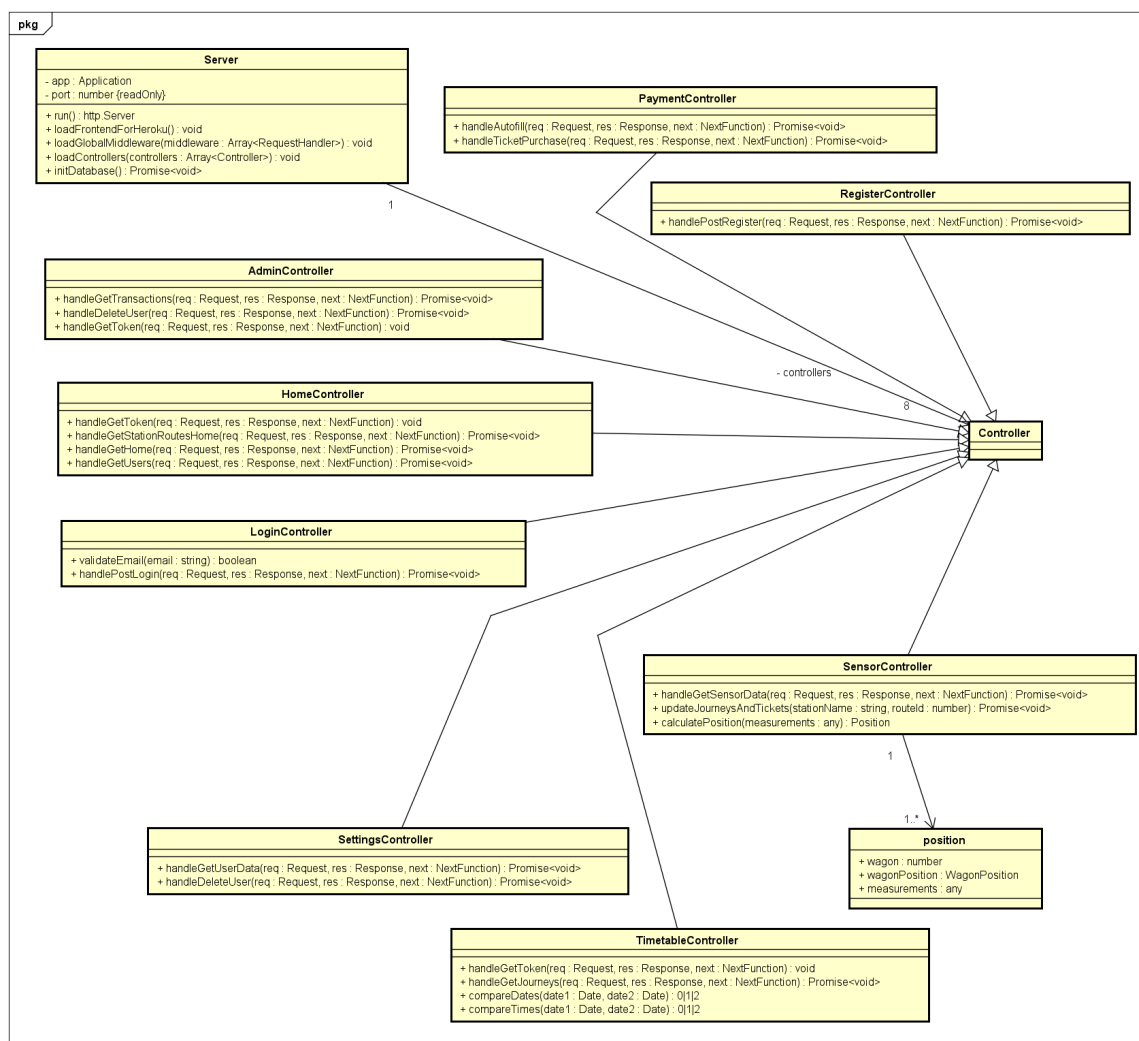 pkg
Server
- app : Application
- port : number {readOnly}
+ run() : http.Server
+ loadFrontendForHeroku() : void
+ loadGlobalMiddleware(middleware : Array<RequestHandler>) : void
+ loadControllers(controllers : Array<Controller>) : void
+ initDatabase() : Promise<void>
PaymentController
+ handleAutofill(req : Request, res : Response, next : NextFunction) : Promise<void>
+ handleTicketPurchase(req : Request, res : Response, next : NextFunction) : Promise<void>
RegisterController
+ handlePostRegister(req : Request, res : Response, next : NextFunction) : Promise<void>
1
AdminController
+ handleGetTransactions(req : Request, res : Response, next : NextFunction) : Promise<void>
+ handleDeleteUser(req : Request, res : Response, next : NextFunction) : Promise<void>
+ handleGetToken(req : Request, res : Response, next : NextFunction) : void
- controllers
8
HomeController
+ handleGetToken(req : Request, res : Response, next : NextFunction) : void
+ handleGetStationRoutesHome(req : Request, res : Response, next : NextFunction) : Promise<void>
+ handleGetHome(req : Request, res : Response, next : NextFunction) : Promise<void>
+ handleGetUsers(req : Request, res : Response, next : NextFunction) : Promise<void>
Controller
LoginController
+ validateEmail(email : string) : boolean
+ handlePostLogin(req : Request, res : Response, next : NextFunction) : Promise<void>
SensorController
+ handleGetSensorData(req : Request, res : Response, next : NextFunction) : Promise<void>
+ updateJourneysAndTickets(stationName : string, routeId : number) : Promise<void>
+ calculatePosition(measurements : any) : Position
1
1..*
SettingsController
+ handleGetUserData(req : Request, res : Response, next : NextFunction) : Promise<void>
+ handleDeleteUser(req : Request, res : Response, next : NextFunction) : Promise<void>
position
+ wagon : number
+ wagonPosition : WagonPosition
+ measurements : any
TimetableController
+ handleGetToken(req : Request, res : Response, next : NextFunction) : void
+ handleGetJourneys(req : Request, res : Response, next : NextFunction) : Promise<void>
+ compareDates(date1 : Date, date2 : Date) : 0|1|2
+ compareTimes(date1 : Date, date2 : Date) : 0|1|2